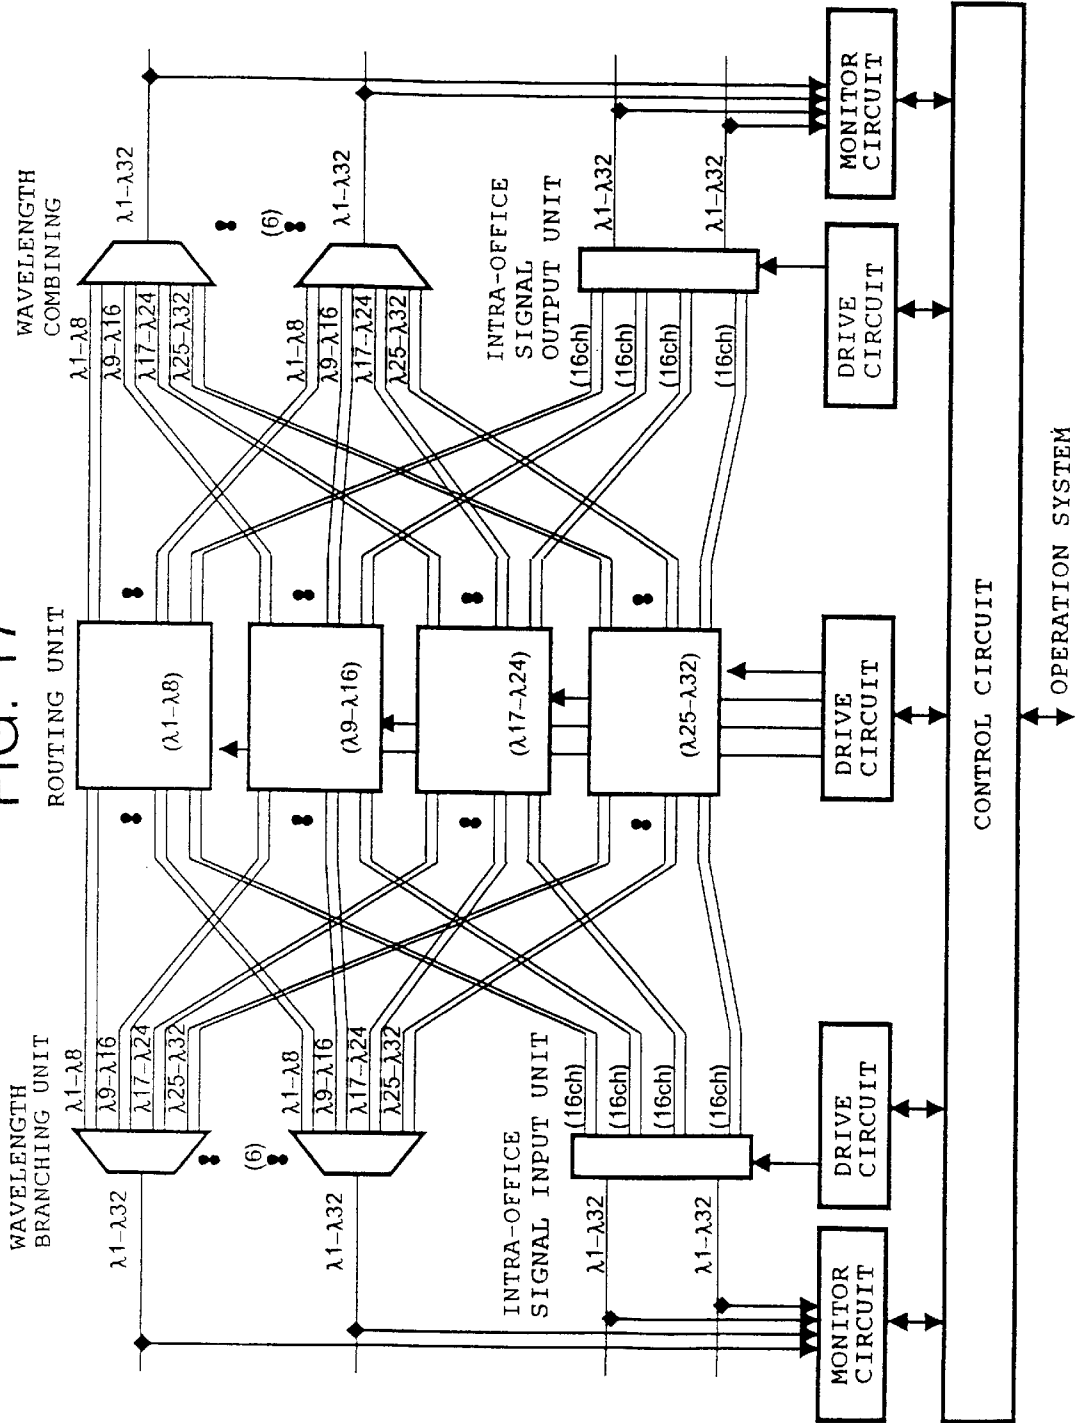 FIG. 17
WAVELENGTH
BRANCHING UNIT
ROUTING UNIT
WAVELENGTH
COMBINING
λ1-λ32
λ1-λ8
λ9-λ16
λ17-λ24
λ25-λ32
(λ1-λ8)
λ1-λ8
λ9-λ16
λ17-λ24
λ25-λ32
λ1-λ32
(6)
(6)
λ1-λ32
λ1-λ8
λ9-λ16
λ17-λ24
λ25-λ32
(λ9-λ16)
λ1-λ8
λ9-λ16
λ17-λ24
λ25-λ32
λ1-λ32
INTRA-OFFICE
SIGNAL INPUT UNIT
(λ17-λ24)
INTRA-OFFICE
SIGNAL
OUTPUT UNIT
λ1-λ32
λ1-λ32
(16ch)
(16ch)
(16ch)
(16ch)
(λ25-λ32)
(16ch)
(16ch)
(16ch)
(16ch)
λ1-λ32
λ1-λ32
MONITOR
CIRCUIT
DRIVE
CIRCUIT
DRIVE
CIRCUIT
DRIVE
CIRCUIT
MONITOR
CIRCUIT
CONTROL CIRCUIT
OPERATION SYSTEM